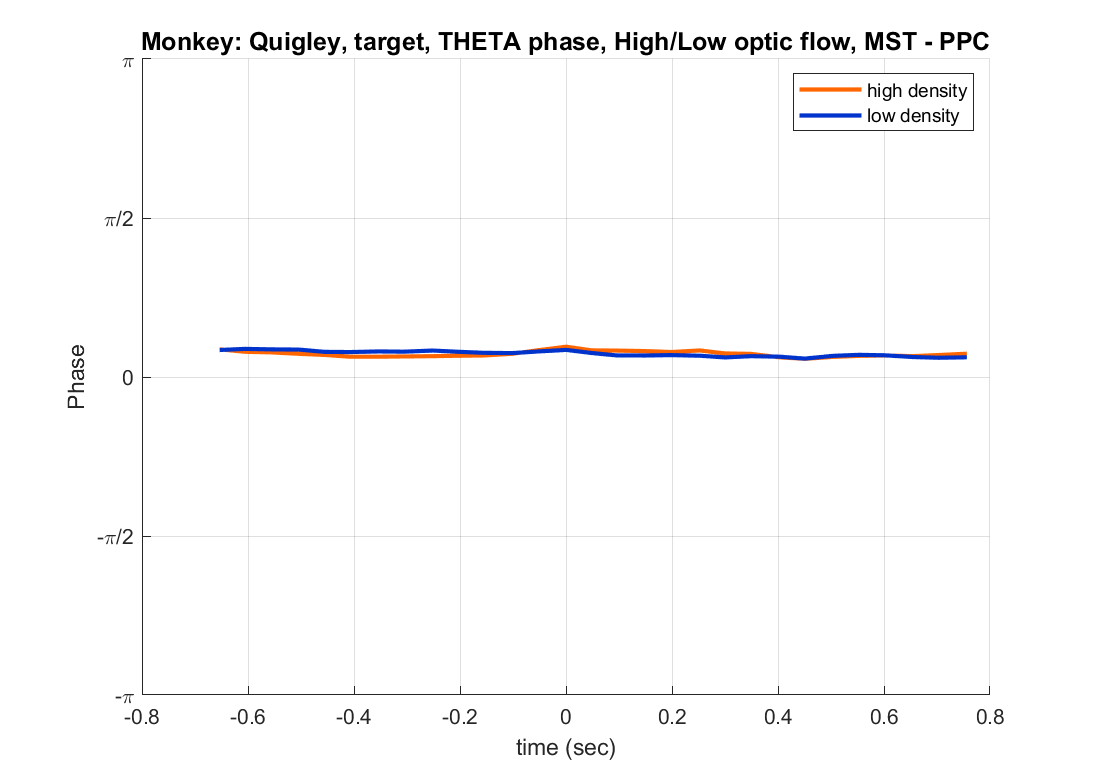 Monkey: Quigley, target, THETA phase, High/Low optic flow, MST - PPC
high density
low density
π
π/2
0
-π/2
-π
Phase
-0.8 -0.6 -0.4 -0.2 0 0.2 0.4 0.6 0.8
time (sec)